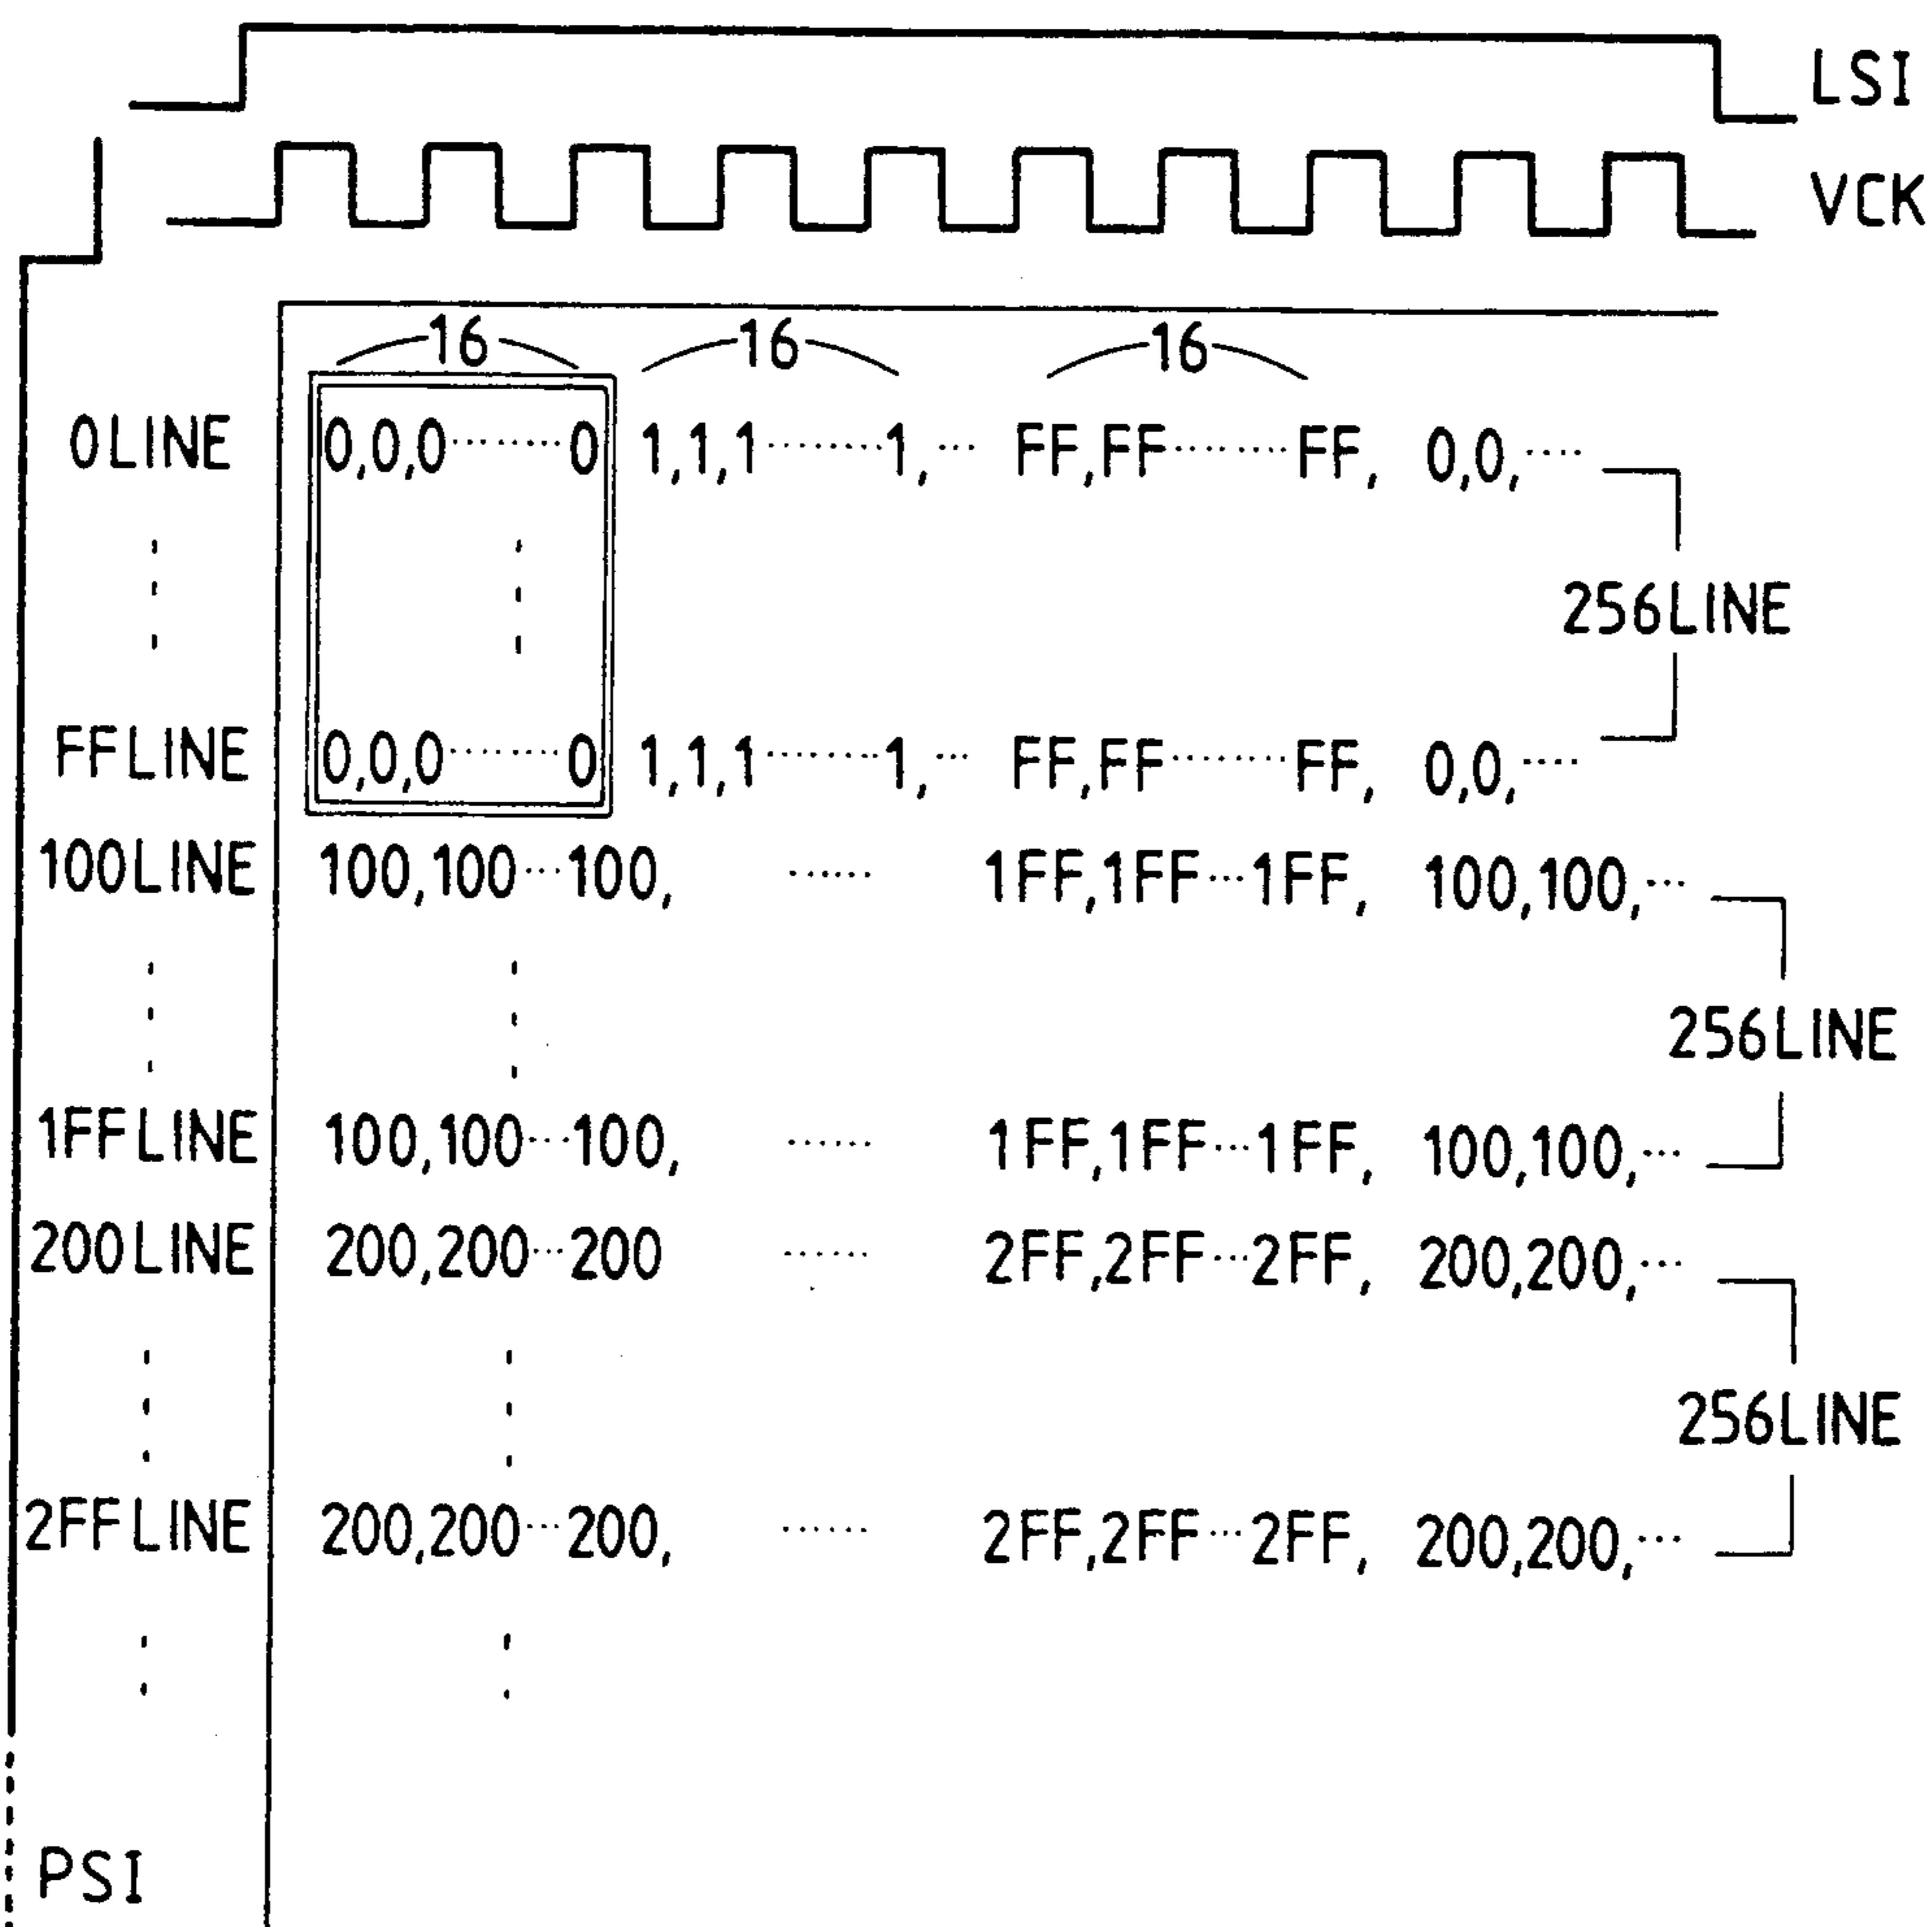 LSI
VCK
16 16 16
0LINE 0,0,0········0 1,1,1········1,··· FF,FF········FF, 0,0,····
256LINE
FFLINE 0,0,0········0 1,1,1········1,··· FF,FF········FF, 0,0,····
100LINE 100,100···100, ····· 1FF,1FF···1FF, 100,100,···
256LINE
1FFLINE 100,100···100, ····· 1FF,1FF···1FF, 100,100,···
200LINE 200,200···200 ····· 2FF,2FF···2FF, 200,200,···
256LINE
2FFLINE 200,200···200, ····· 2FF,2FF···2FF, 200,200,···
PSI